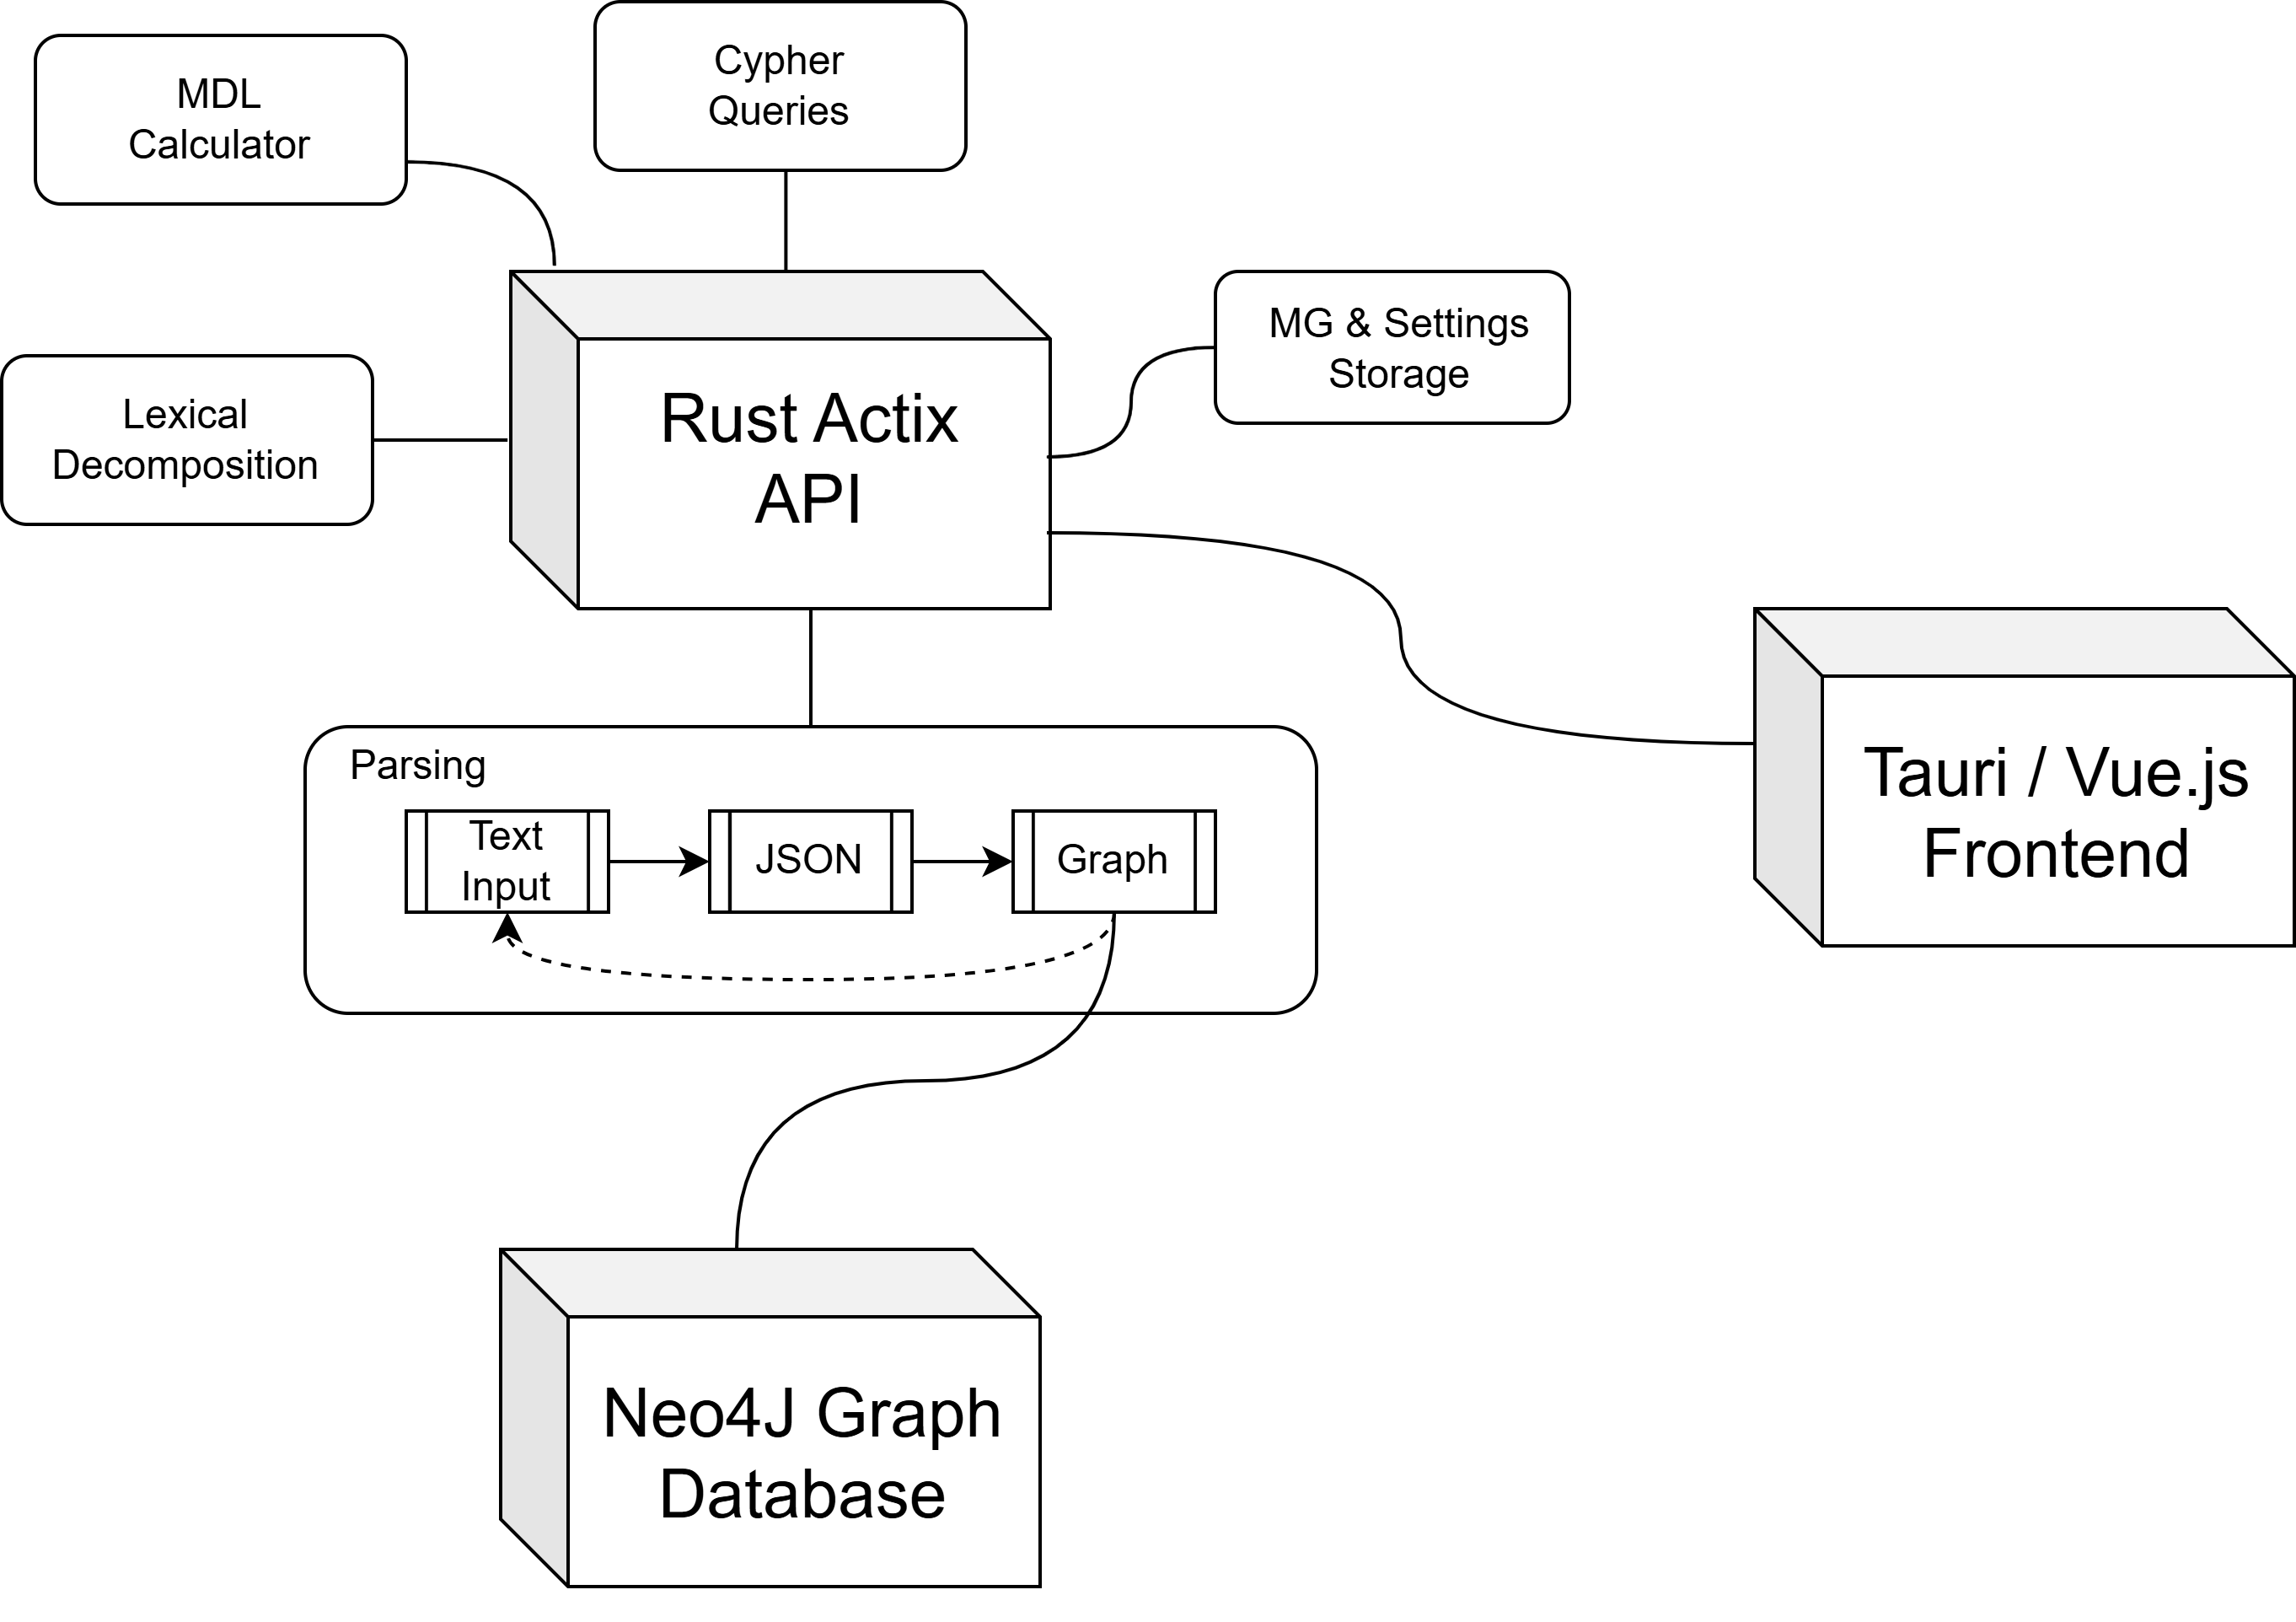 MDL
Calculator
Cypher
Queries
Lexical
Decomposition
Rust Actix
API
MG & Settings
Storage
Tauri / Vue.js
Frontend
Parsing
Text
Input
JSON
Graph
Neo4J Graph
Database